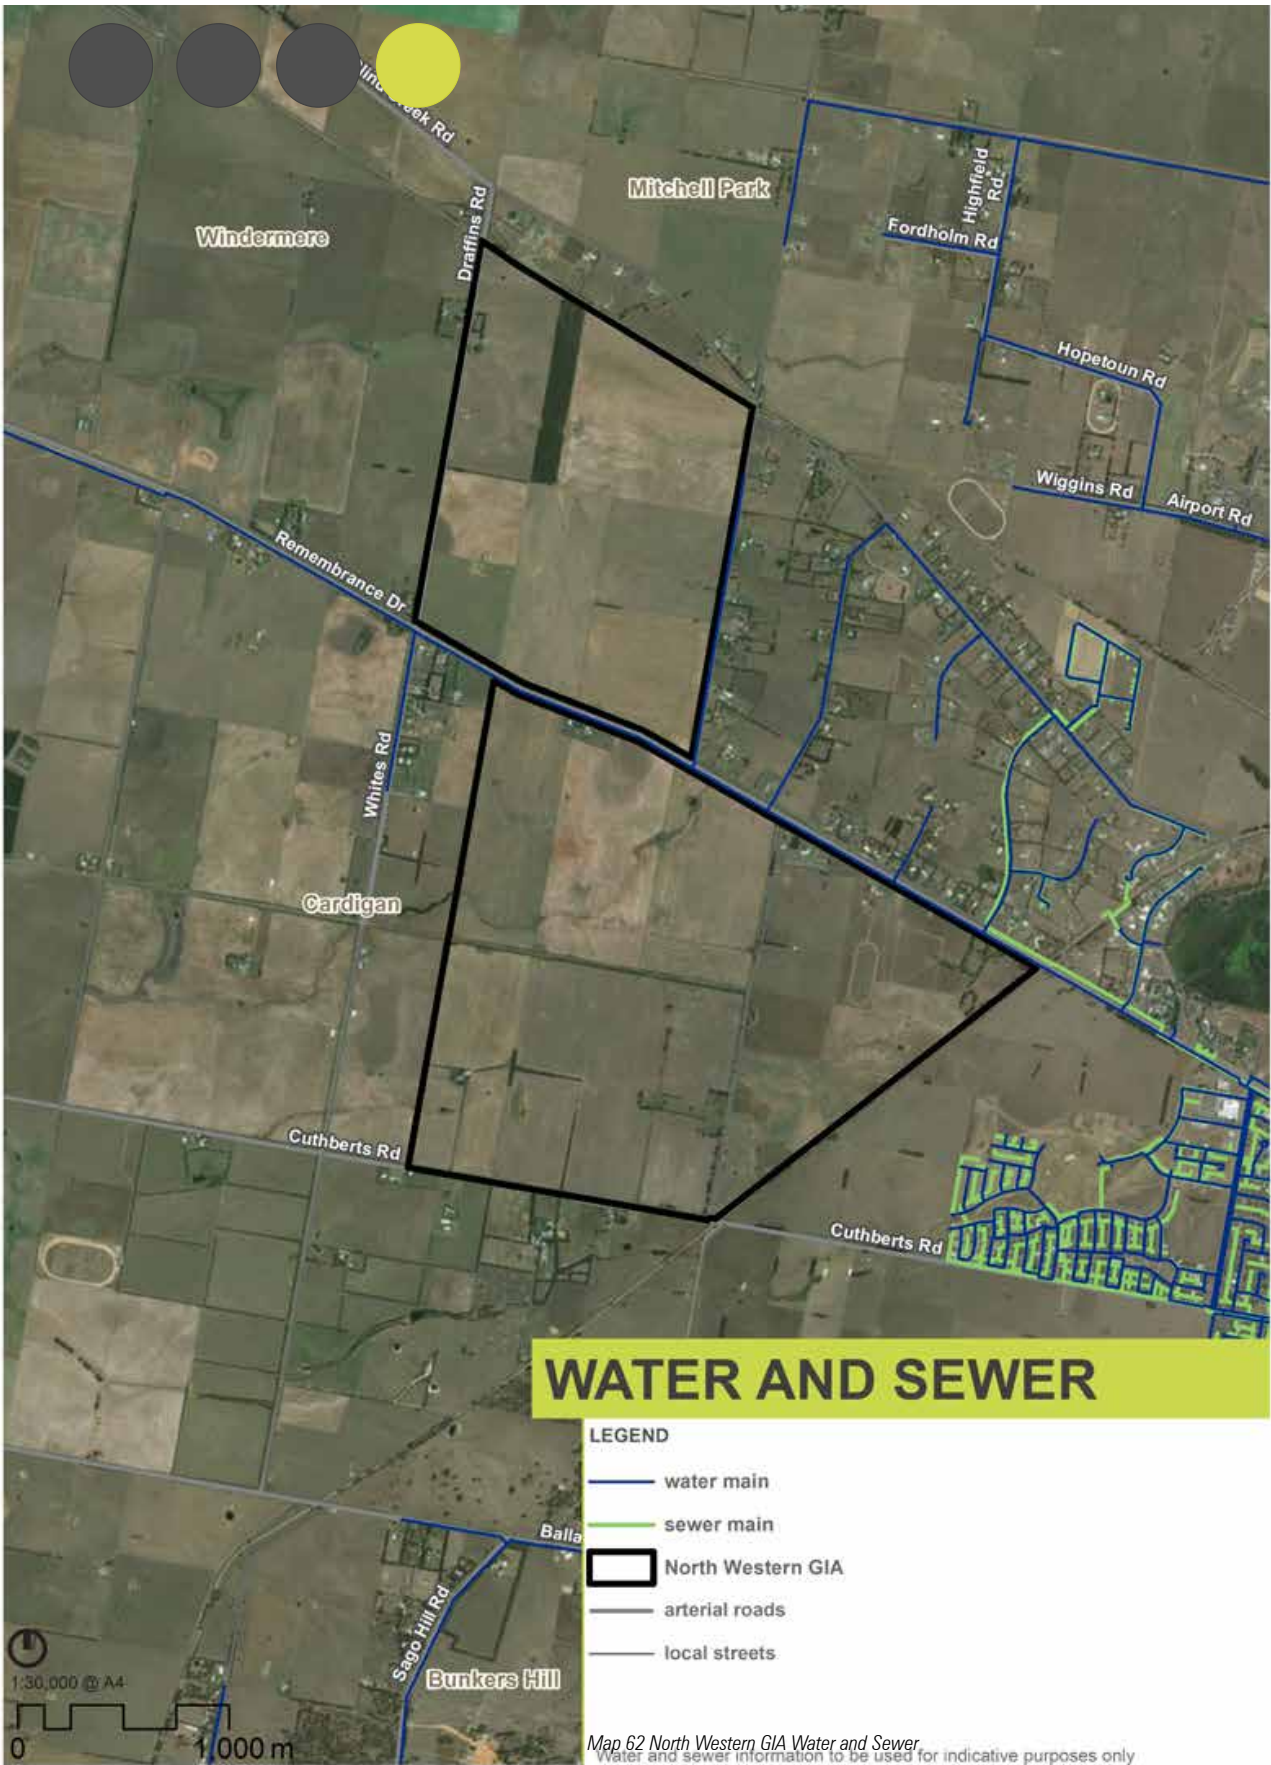 Creek Rd
Draffins Rd
Mitchell Park
Highfield
Rd
Windermere
Fordholm Rd
Hopetoun Rd
Wiggins Rd
Airport Rd
Remembrance Dr
Whites Rd
Cardigan
Cuthberts Rd
Cuthberts Rd
WATER AND SEWER
LEGEND
water main
sewer main
North Western GIA
arterial roads
local streets
Balla
Sago Hill Rd
Bunkers Hill
1:30,000 @ A4
0
1,000 m
Map 62 North Western GIA Water and Sewer
Water and sewer information to be used for indicative purposes only